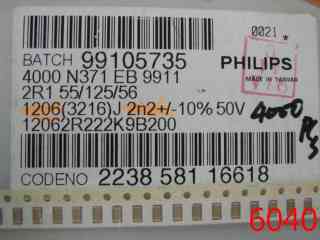 0021 *
BATCH 99105735
PHILIPS
4000 N371 EB 9911
MADE IN TAIWAN
2R1 55/125/56
1206(3216)J 2n2+/-10% 50V
4000 PCS
12062R222K9B200
CODENO 2238 581 16618
6040